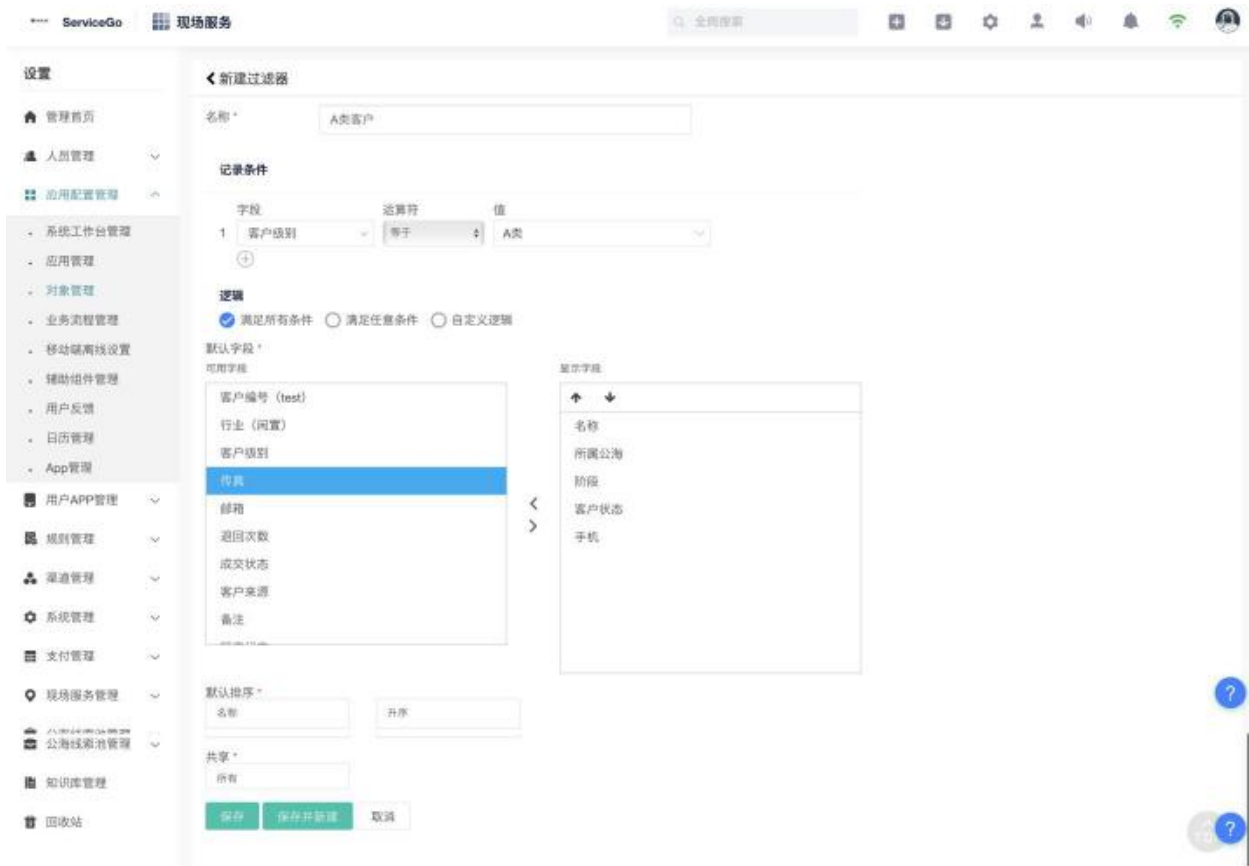 ServiceGo 现场服务 全局搜索
设置
管理首页
人员管理
应用配置管理
系统工作台管理
应用管理
对象管理
业务流程管理
移动端离线设置
辅助组件管理
用户反馈
日历管理
App管理
用户APP管理
规则管理
渠道管理
系统管理
支付管理
现场服务管理
公海线索池管理
知识库管理
回收站
新建过滤器
名称 * A类客户
记录条件
字段 运算符 值
1 客户级别 等于 A类
逻辑
满足所有条件 满足任意条件 自定义逻辑
默认字段 *
可用字段 显示字段
客户编号（test）
行业（闲置）
客户级别
传真
邮箱
退回次数
成交状态
客户来源
备注
名称
所属公海
阶段
客户状态
手机
默认排序 *
名称 升序
共享 *
所有
保存 保存并新建 取消
?
?